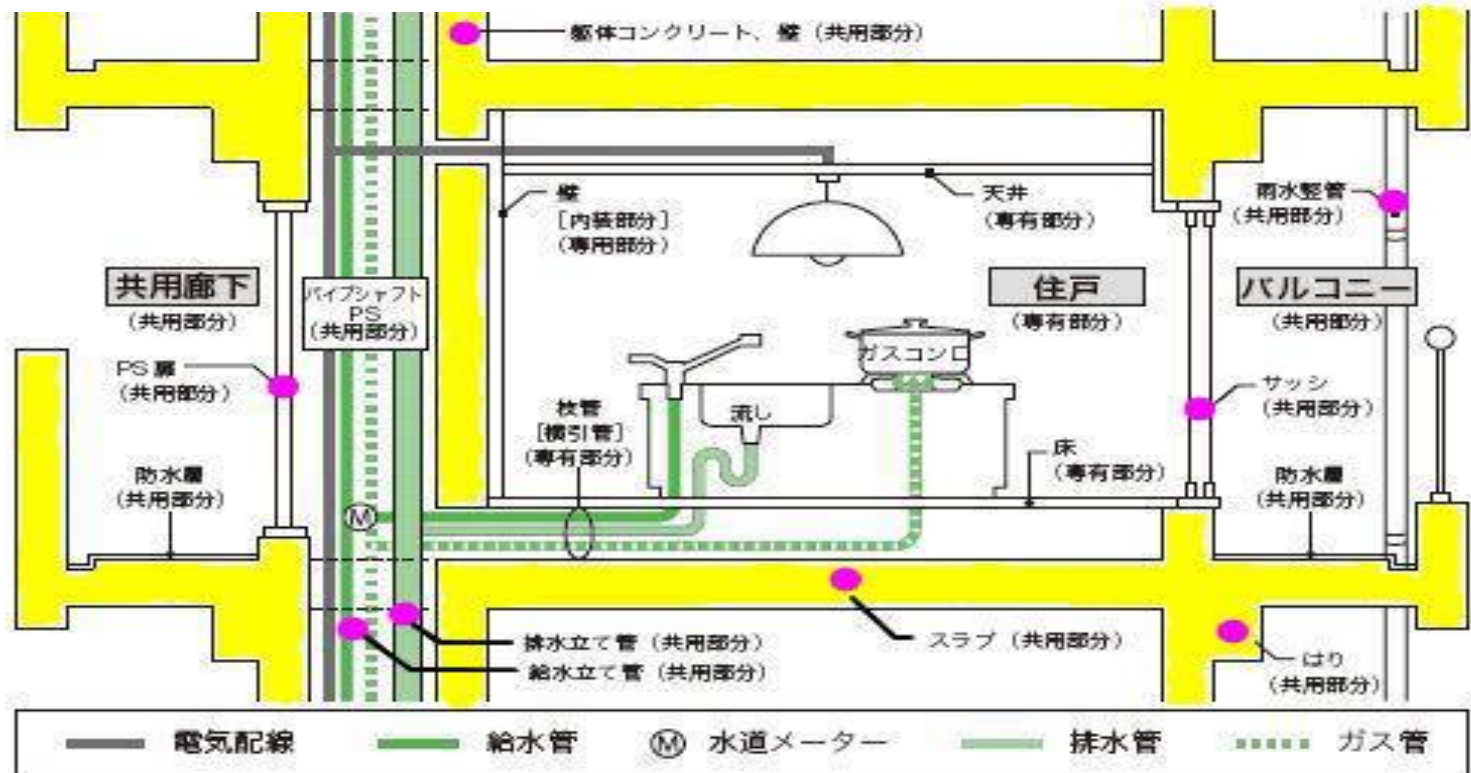 躯体コンクリート、壁（共用部分）
壁
［内装部分］
（専用部分）
天井
（専有部分）
雨水竪管
（共用部分）
共用廊下
（共用部分）
パイプシャフト
PS
（共用部分）
住戸
（専有部分）
バルコニー
（共用部分）
PS扉
（共用部分）
ガスコンロ
サッシ
（共用部分）
枝管
［横引管］
（専有部分）
流し
床
（専有部分）
防水層
（共用部分）
防水層
（共用部分）
M
排水立て管（共用部分）
給水立て管（共用部分）
スラブ（共用部分）
はり
（共用部分）
電気配線 給水管 M 水道メーター 排水管 ガス管